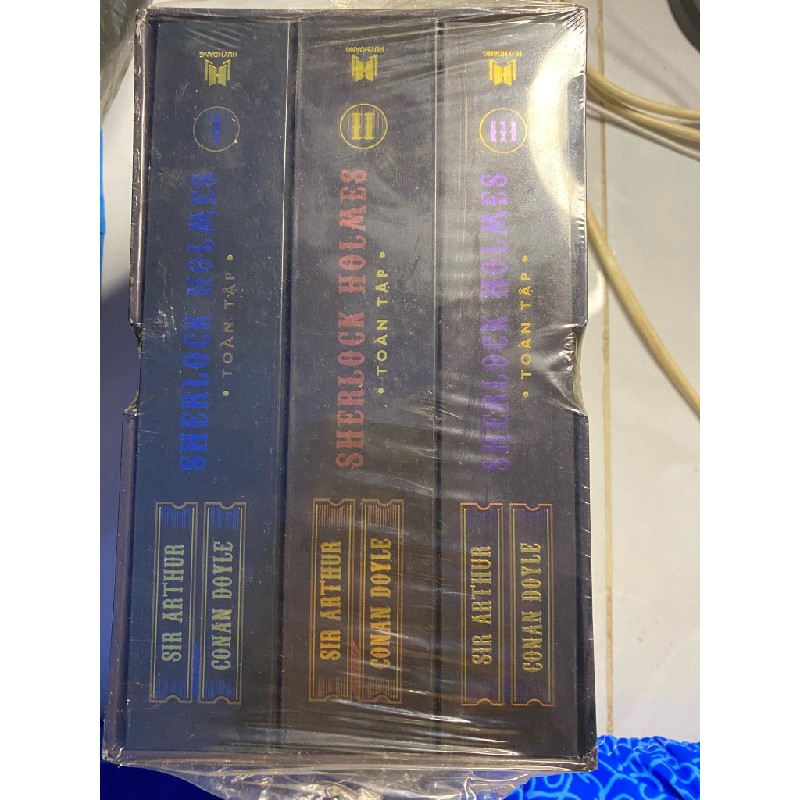 HUYHOANG
I
SHERLOCK HOLMES
• TOÀN TẬP •
SIR ARTHUR
CONAN DOYLE
HUYHOANG
II
SHERLOCK HOLMES
• TOÀN TẬP •
SIR ARTHUR
CONAN DOYLE
HUYHOANG
III
SHERLOCK HOLMES
• TOÀN TẬP •
SIR ARTHUR
CONAN DOYLE